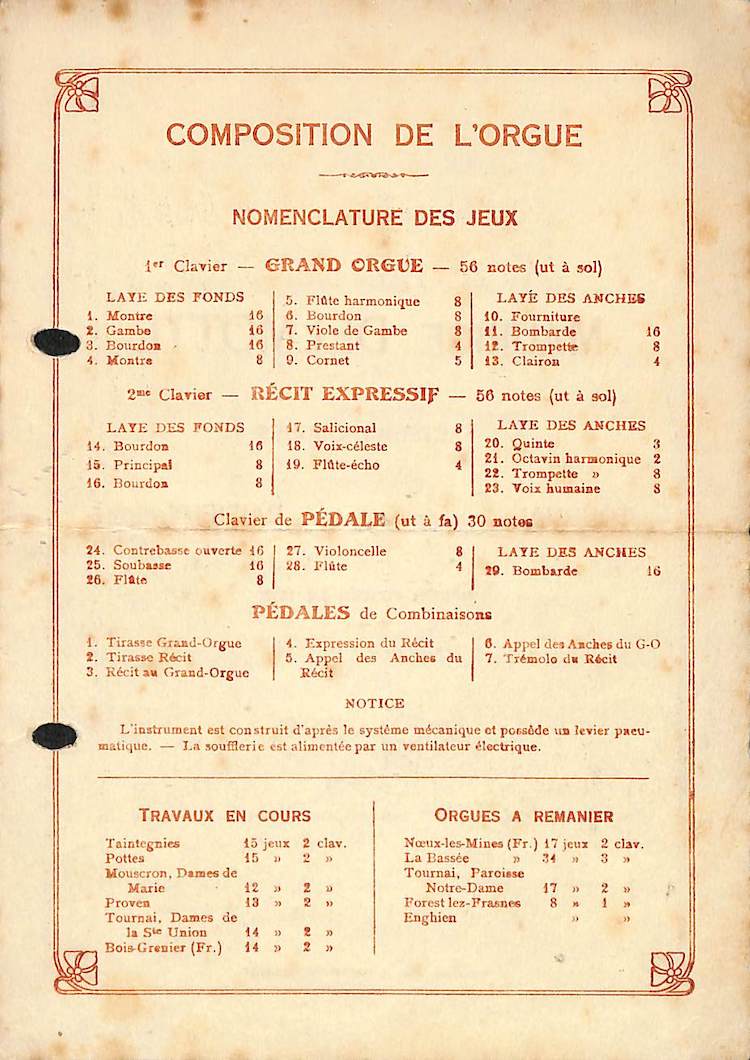 COMPOSITION DE L'ORGUE
NOMENCLATURE DES JEUX
1er Clavier — GRAND ORGUE — 56 notes (ut à sol)
LAYE DES FONDS
1. Montre 16
2. Gambe 16
3. Bourdon 16
4. Montre 8
5. Flûte harmonique 8
6. Bourdon 8
7. Viole de Gambe 8
8. Prestant 4
9. Cornet 5
LAYE DES ANCHES
10. Fourniture
11. Bombarde 16
12. Trompette 8
13. Clairon 4
2me Clavier — RÉCIT EXPRESSIF — 56 notes (ut à sol)
LAYE DES FONDS
14. Bourdon 16
15. Principal 8
16. Bourdon 8
17. Salicional 8
18. Voix-céleste 8
19. Flûte-écho 4
LAYE DES ANCHES
20. Quinte 3
21. Octavin harmonique 2
22. Trompette » 8
23. Voix humaine 8
Clavier de PÉDALE (ut à fa) 30 notes
24. Contrebasse ouverte 16
25. Soubasse 16
26. Flûte 8
27. Violoncelle 8
28. Flûte 4
LAYE DES ANCHES
29. Bombarde 16
PÉDALES de Combinaisons
1. Tirasse Grand-Orgue
2. Tirasse Récit
3. Récit au Grand-Orgue
4. Expression du Récit
5. Appel des Anches du
Récit
6. Appel des Anches du G-O
7. Trémolo du Récit
NOTICE
L'instrument est construit d'après le système mécanique et possède un levier pneu-
matique. — La soufflerie est alimentée par un ventilateur électrique.
TRAVAUX EN COURS
Taintegnies 15 jeux 2 clav.
Pottes 15 » 2 »
Mouscron, Dames de
Marie 12 » 2 »
Proven 13 » 2 »
Tournai, Dames de
la Ste Union 14 » 2 »
Bois-Grenier (Fr.) 14 » 2 »
ORGUES A REMANIER
Nœux-les-Mines (Fr.) 17 jeux 2 clav.
La Bassée » 34 » 3 »
Tournai, Paroisse
Notre-Dame 17 » 2 »
Forest lez-Frasnes 8 » 1 »
Enghien » »